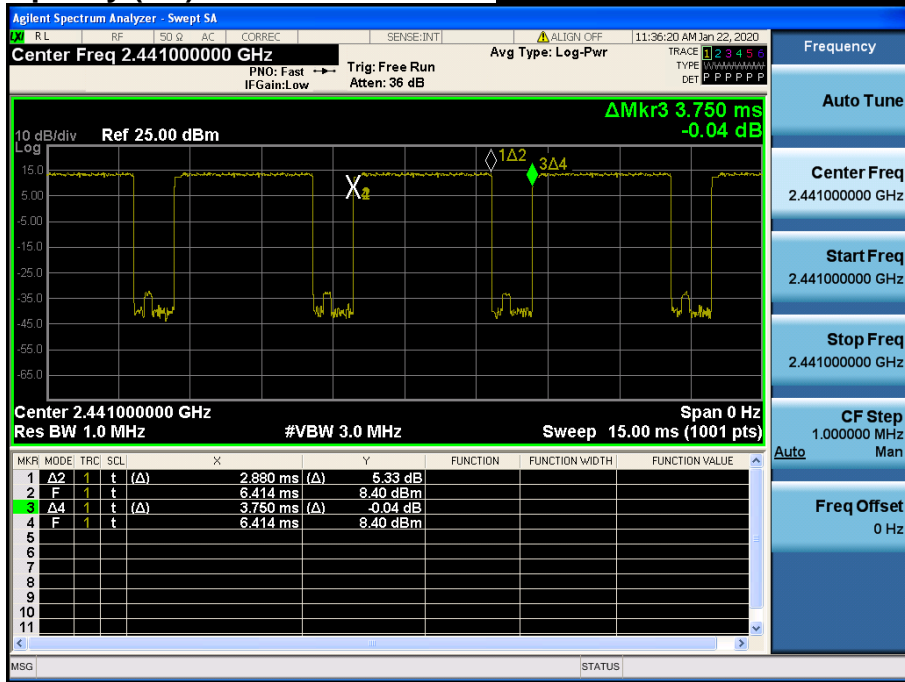 Agilent Spectrum Analyzer - Swept SA
LXI RL RF 50 Ω AC CORREC SENSE:INT ALIGN OFF 11:36:20 AM Jan 22, 2020
Center Freq 2.441000000 GHz
PNO: Fast
IFGain:Low
Trig: Free Run
Atten: 36 dB
Avg Type: Log-Pwr
TRACE 1 2 3 4 5 6
TYPE WWWWWW
DET P P P P P P
ΔMkr3 3.750 ms
-0.04 dB
10 dB/div Ref 25.00 dBm
Log
15.0
5.00
-5.00
-15.0
-25.0
-35.0
-45.0
-55.0
-65.0
1Δ2
3Δ4
X
Center 2.441000000 GHz Span 0 Hz
Res BW 1.0 MHz #VBW 3.0 MHz Sweep 15.00 ms (1001 pts)
MKR MODE TRC SCL X Y FUNCTION FUNCTION WIDTH FUNCTION VALUE
1 Δ2 1 t (Δ) 2.880 ms (Δ) 5.33 dB
2 F 1 t 6.414 ms 8.40 dBm
3 Δ4 1 t (Δ) 3.750 ms (Δ) -0.04 dB
4 F 1 t 6.414 ms 8.40 dBm
5
6
7
8
9
10
11
MSG STATUS
Frequency
Auto Tune
Center Freq
2.441000000 GHz
Start Freq
2.441000000 GHz
Stop Freq
2.441000000 GHz
CF Step
1.000000 MHz
Auto Man
Freq Offset
0 Hz